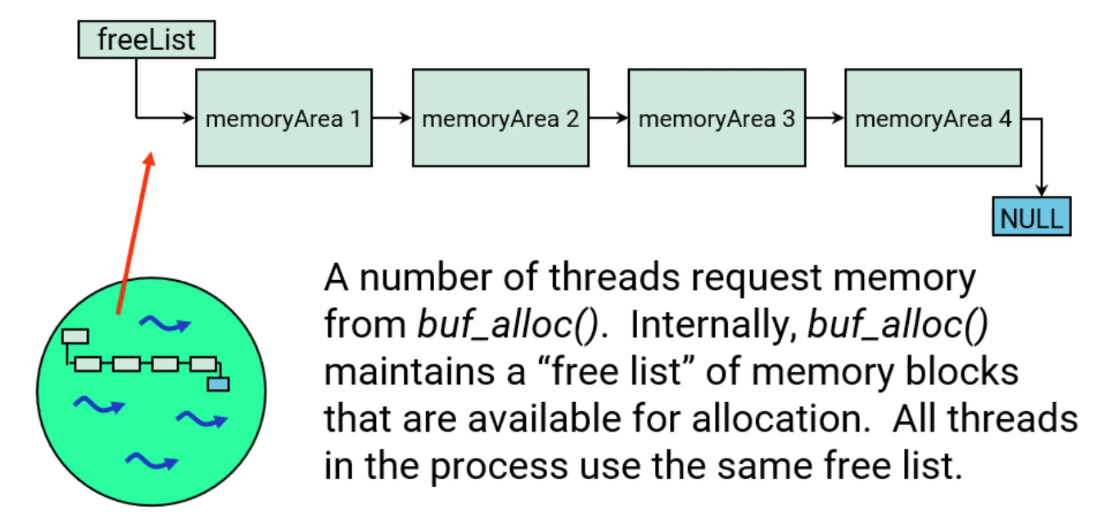 freeList
memoryArea 1
memoryArea 2
memoryArea 3
memoryArea 4
NULL
A number of threads request memory
from buf_alloc().  Internally, buf_alloc()
maintains a “free list” of memory blocks
that are available for allocation.  All threads
in the process use the same free list.